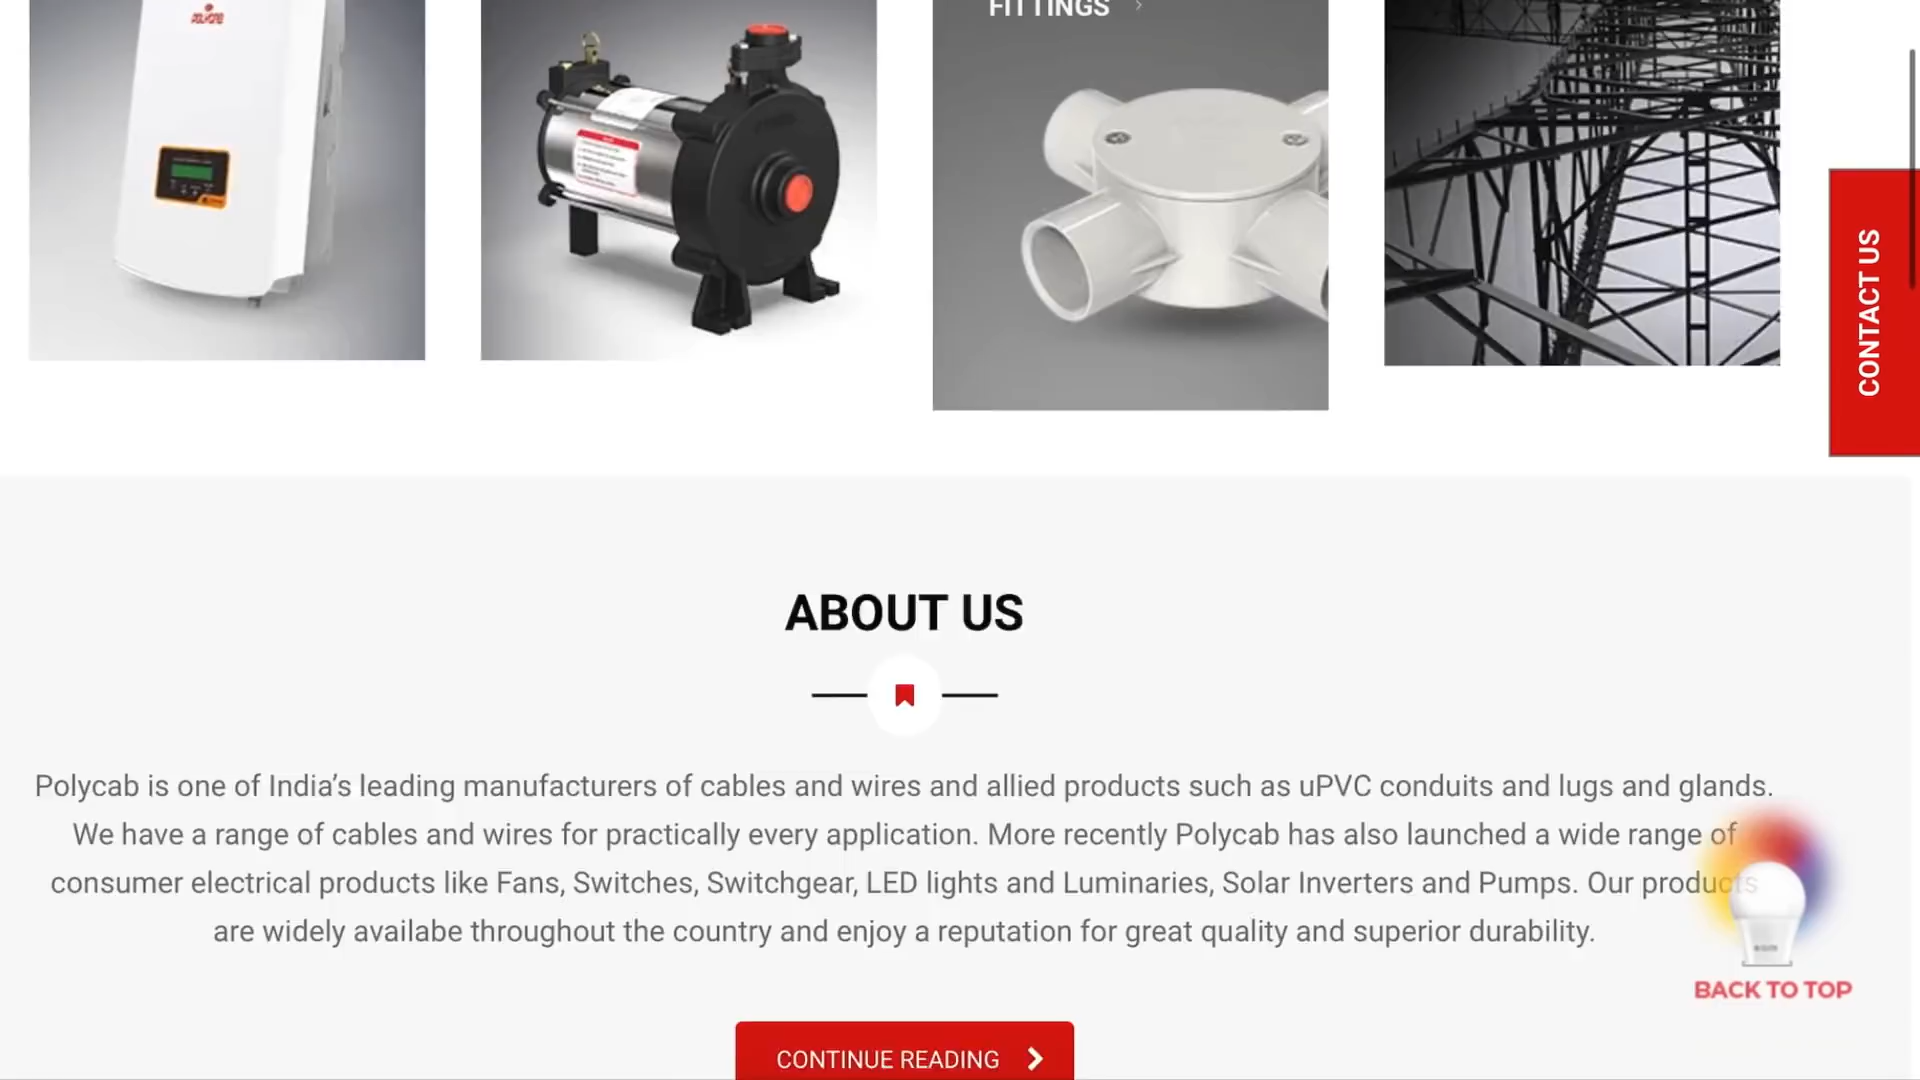 POLYCAB
FITTINGS
CONTACT US
ABOUT US
Polycab is one of India’s leading manufacturers of cables and wires and allied products such as uPVC conduits and lugs and glands.
We have a range of cables and wires for practically every application. More recently Polycab has also launched a wide range of
consumer electrical products like Fans, Switches, Switchgear, LED lights and Luminaries, Solar Inverters and Pumps. Our products
are widely availabe throughout the country and enjoy a reputation for great quality and superior durability.
BACK TO TOP
CONTINUE READING